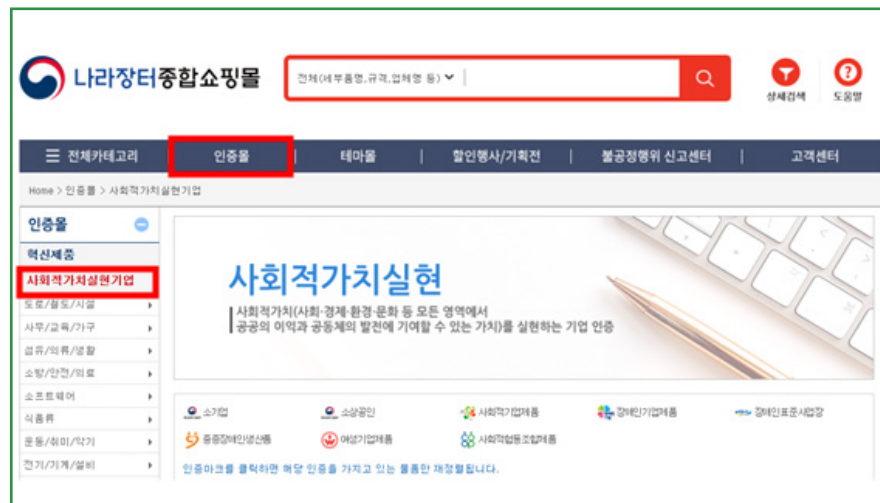 나라장터종합쇼핑몰
전체(세부품명,규격,업체명 등)
상세검색
도움말
전체카테고리 인증몰 | 테마몰 | 할인행사/기획전 | 불공정행위 신고센터 | 고객센터
Home > 인증몰 > 사회적가치실현기업
인증몰
혁신제품
사회적가치실현기업
도로/철도/시설
사무/교육/가구
섬유/의류/생활
소방/안전/의료
소프트웨어
식품류
운동/취미/악기
전기/기계/설비
사회적가치실현
사회적가치(사회·경제·환경·문화 등 모든 영역에서
공공의 이익과 공동체의 발전에 기여할 수 있는 가치)를 실현하는 기업 인증
소기업 소상공인 사회적기업제품 장애인기업제품 장애인표준사업장
중증장애인생산품 여성기업제품 사회적협동조합제품
인증마크를 클릭하면 해당 인증을 가지고 있는 물품만 재정렬됩니다.